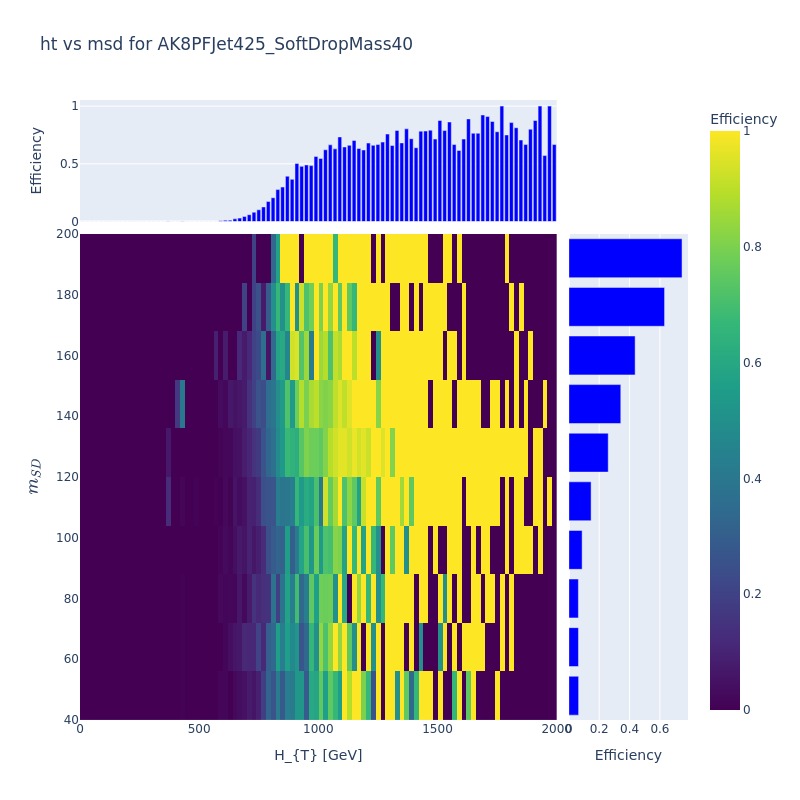 ht vs msd for AK8PFJet425_SoftDropMass40
Efficiency
1
0.5
0
Efficiency
1
0.8
0.6
0.4
0.2
0
m_{SD}
200
180
160
140
120
100
80
60
40
0 500 1000 1500 2000
H_{T} [GeV]
0 0.2 0.4 0.6
Efficiency